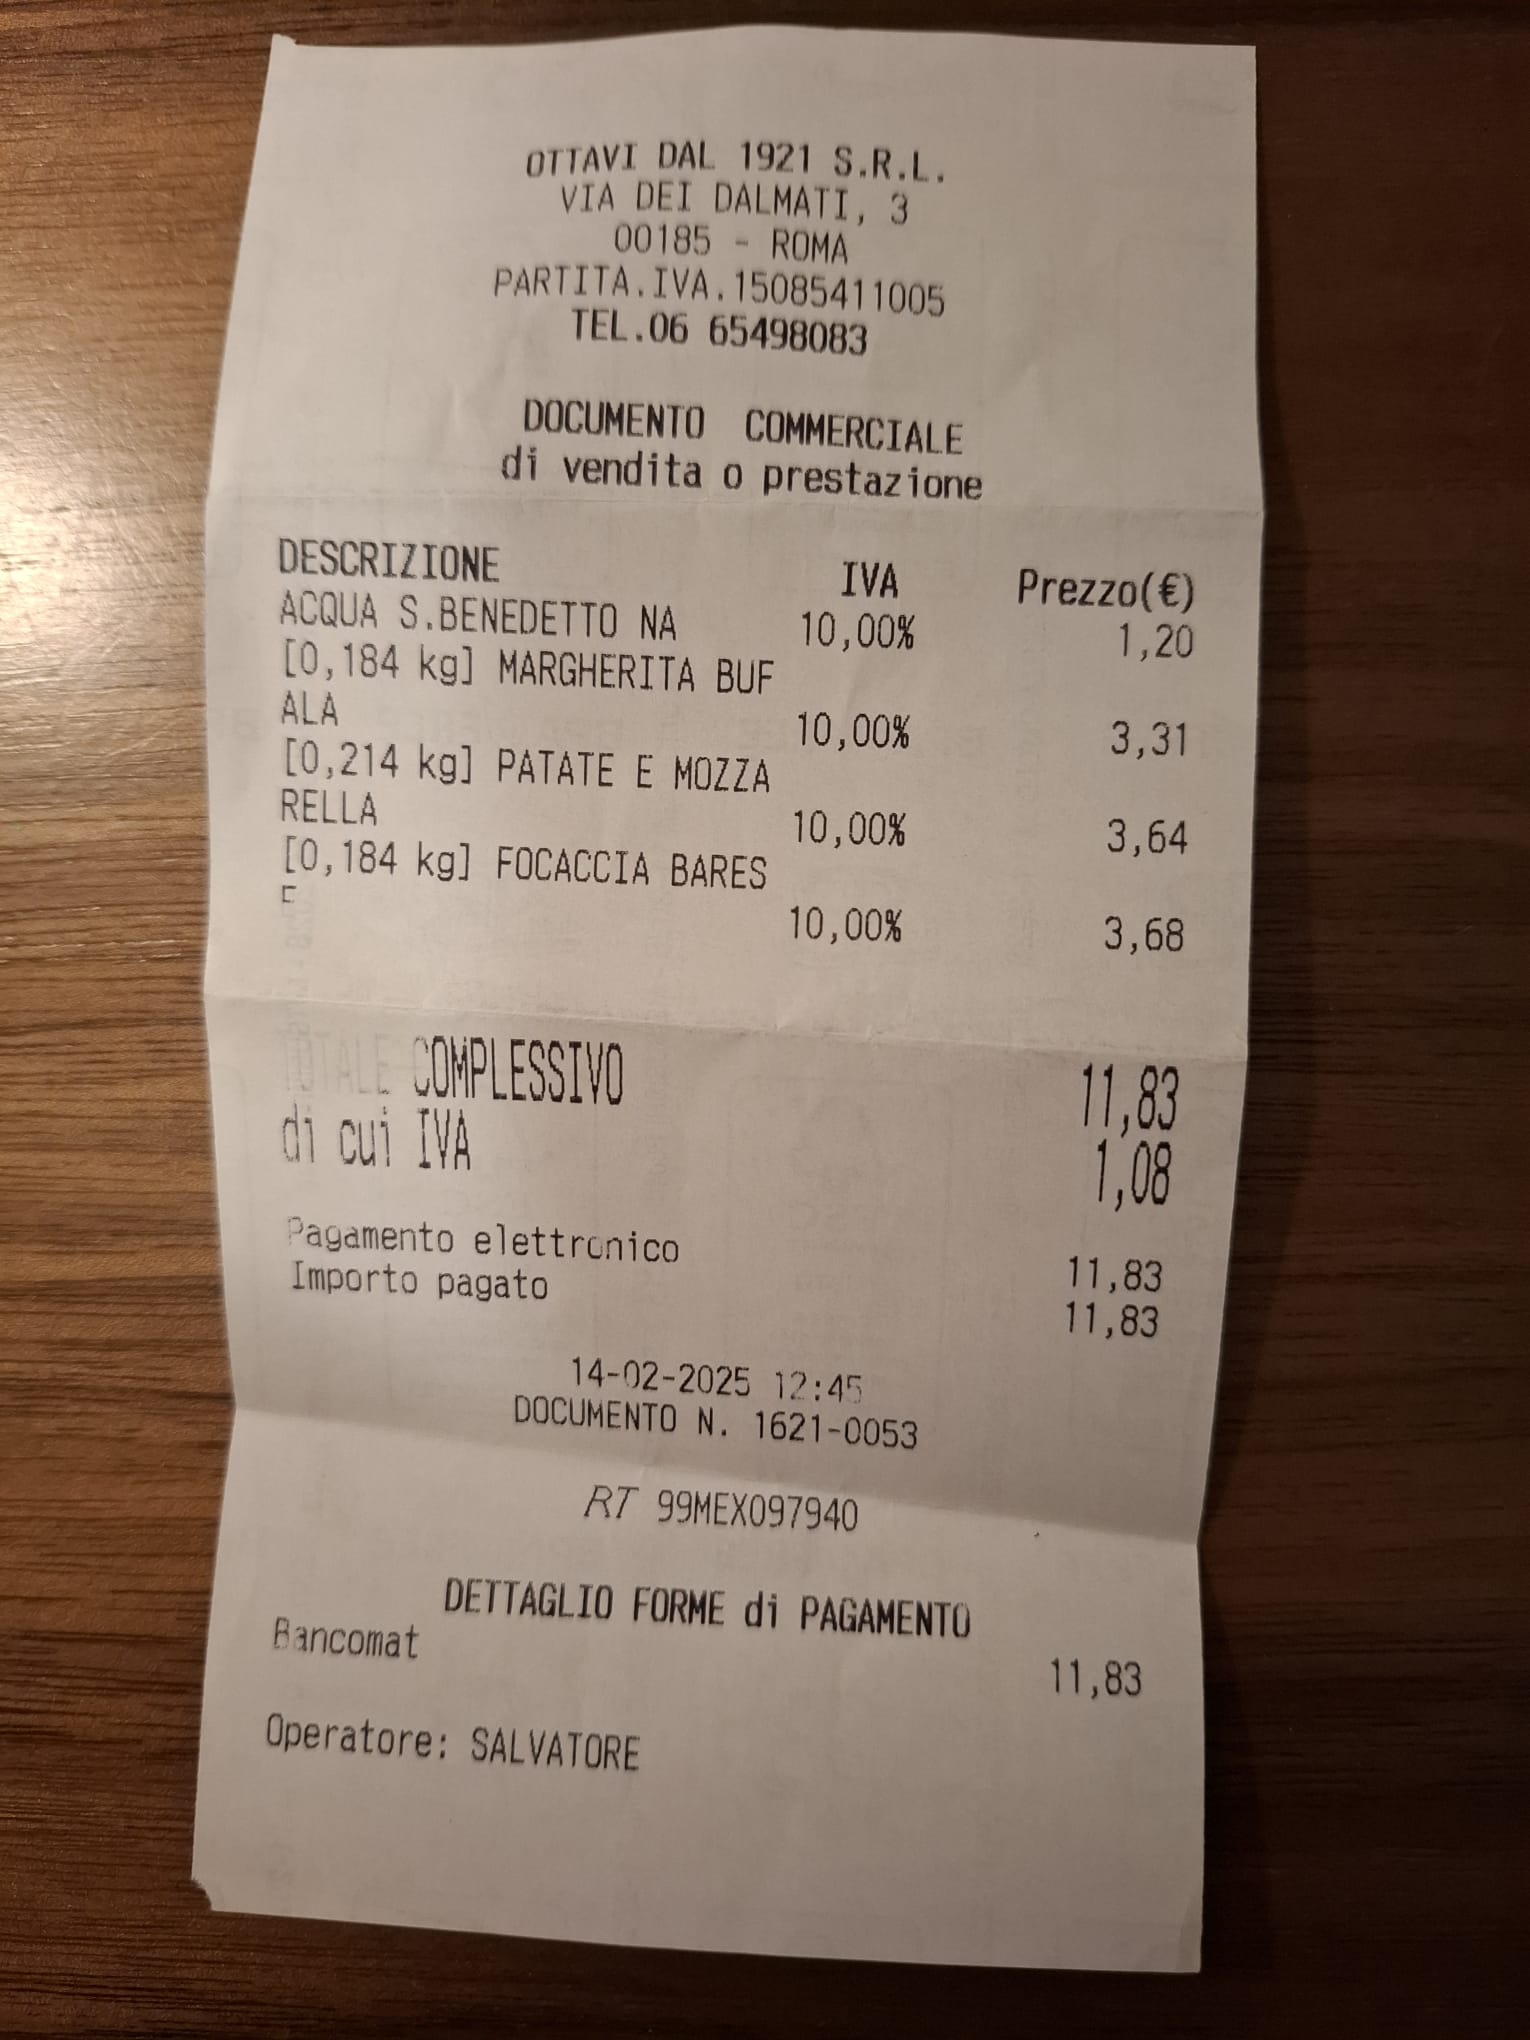 OTTAVI DAL 1921 S.R.L.
VIA DEI DALMATI, 3
00185 - ROMA
PARTITA.IVA.15085411005
TEL.06 65498083
DOCUMENTO COMMERCIALE
di vendita o prestazione
DESCRIZIONE IVA Prezzo(€)
ACQUA S.BENEDETTO NA 10,00% 1,20
[0,184 kg] MARGHERITA BUF
ALA 10,00% 3,31
[0,214 kg] PATATE E MOZZA
RELLA 10,00% 3,64
[0,184 kg] FOCACCIA BARES
E 10,00% 3,68
TOTALE COMPLESSIVO 11,83
di cui IVA 1,08
Pagamento elettronico 11,83
Importo pagato 11,83
14-02-2025 12:45
DOCUMENTO N. 1621-0053
RT 99MEX097940
DETTAGLIO FORME di PAGAMENTO
Bancomat 11,83
Operatore: SALVATORE